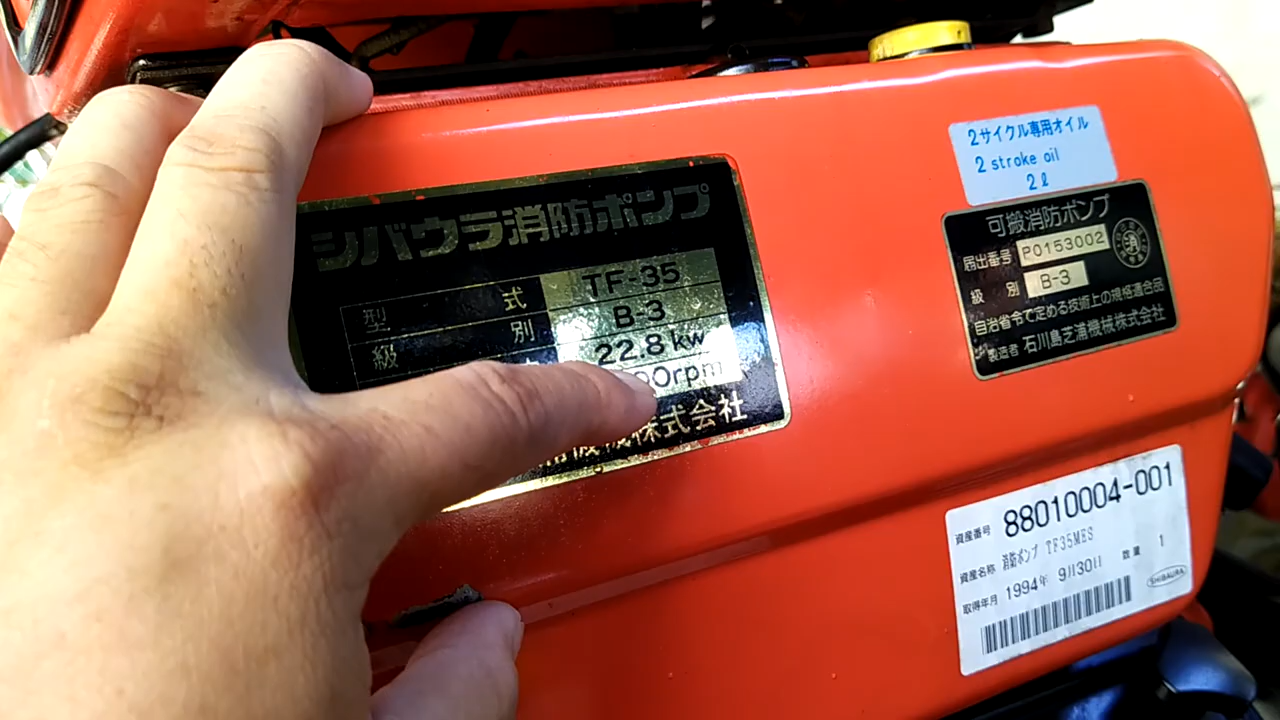 シバウラ消防ポンプ
型 式 TF-35
級 別 B-3
22.8kw
00rpm
機株式会社
2サイクル専用オイル
2 stroke oil
2ℓ
可搬消防ポンプ
届出番号 P0153002
消
級 別 B-3
自治省令で定める技術上の規格適合品
製造者 石川島芝浦機械株式会社
資産番号 88010004-001
資産名称 消防ポンプ TF35MES 数量 1
取得年月 1994年 9月30日
SHIBAURA